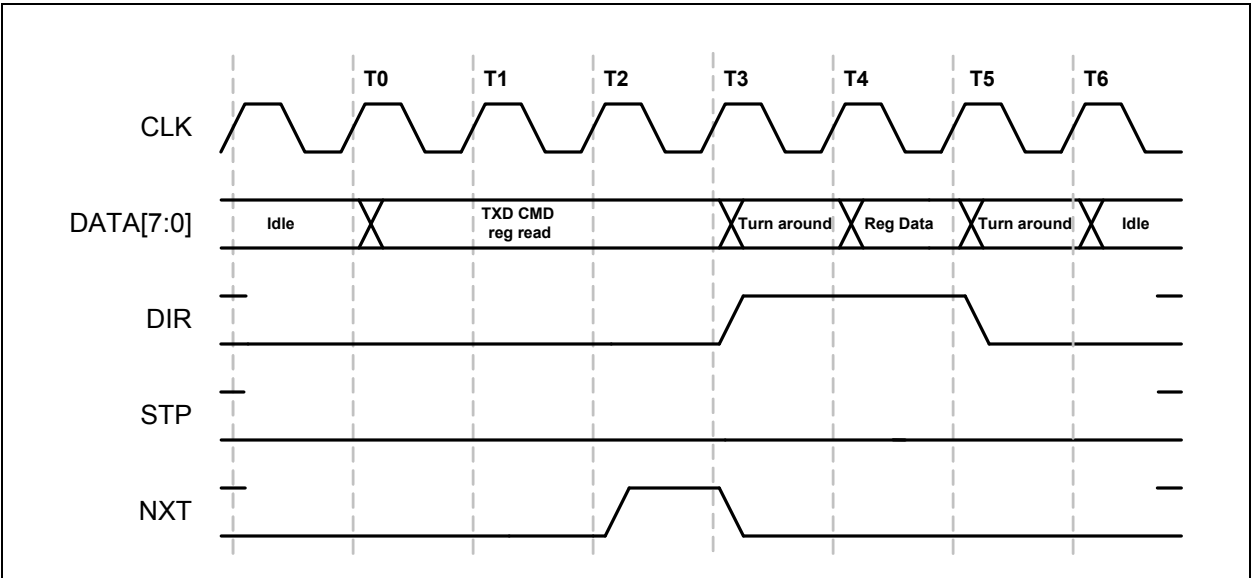 T0 T1 T2 T3 T4 T5 T6
CLK
DATA[7:0]
Idle
TXD CMD
reg read
Turn around
Reg Data
Turn around
Idle
DIR
STP
NXT